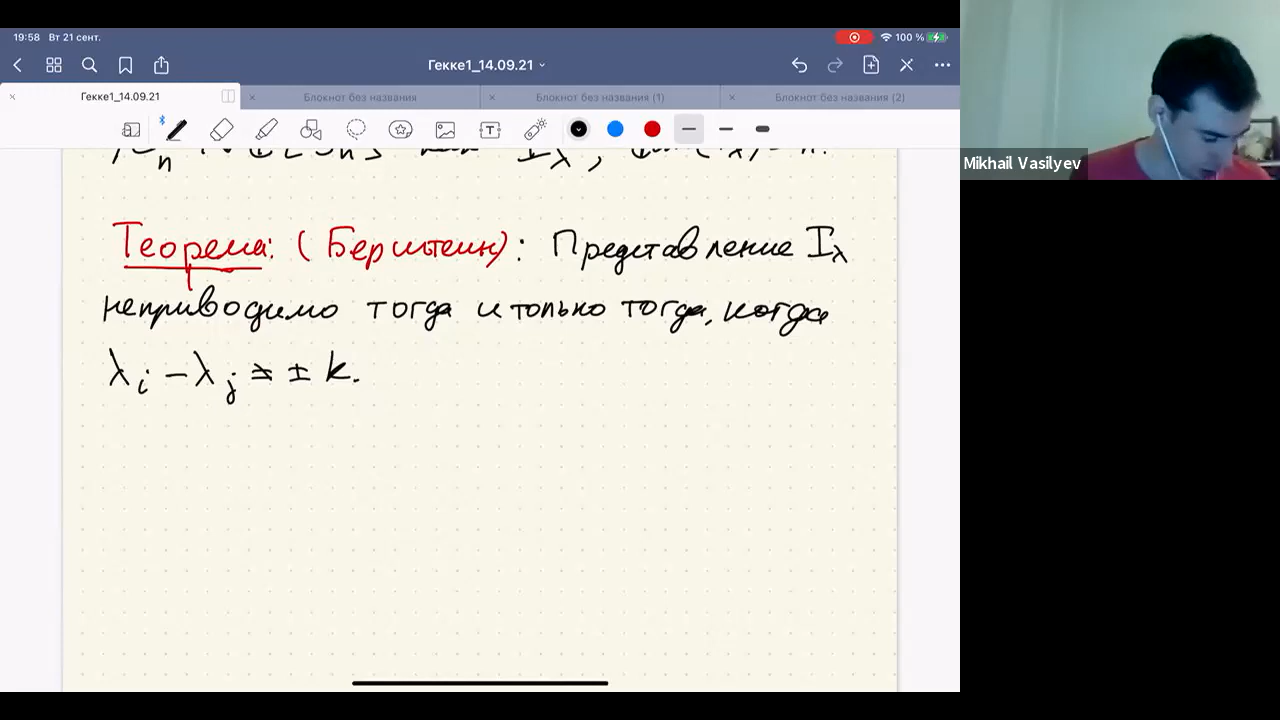 19:58 Вт 21 сент.
100 %
Гекке1_14.09.21
Гекке1_14.09.21
Блокнот без названия
Блокнот без названия (1)
Блокнот без названия (2)
Mikhail Vasilyev
Теорема: (Бернштейн): Представление I_λ
неприводимо тогда и только тогда, когда
λ_i − λ_j ≠ ± k.